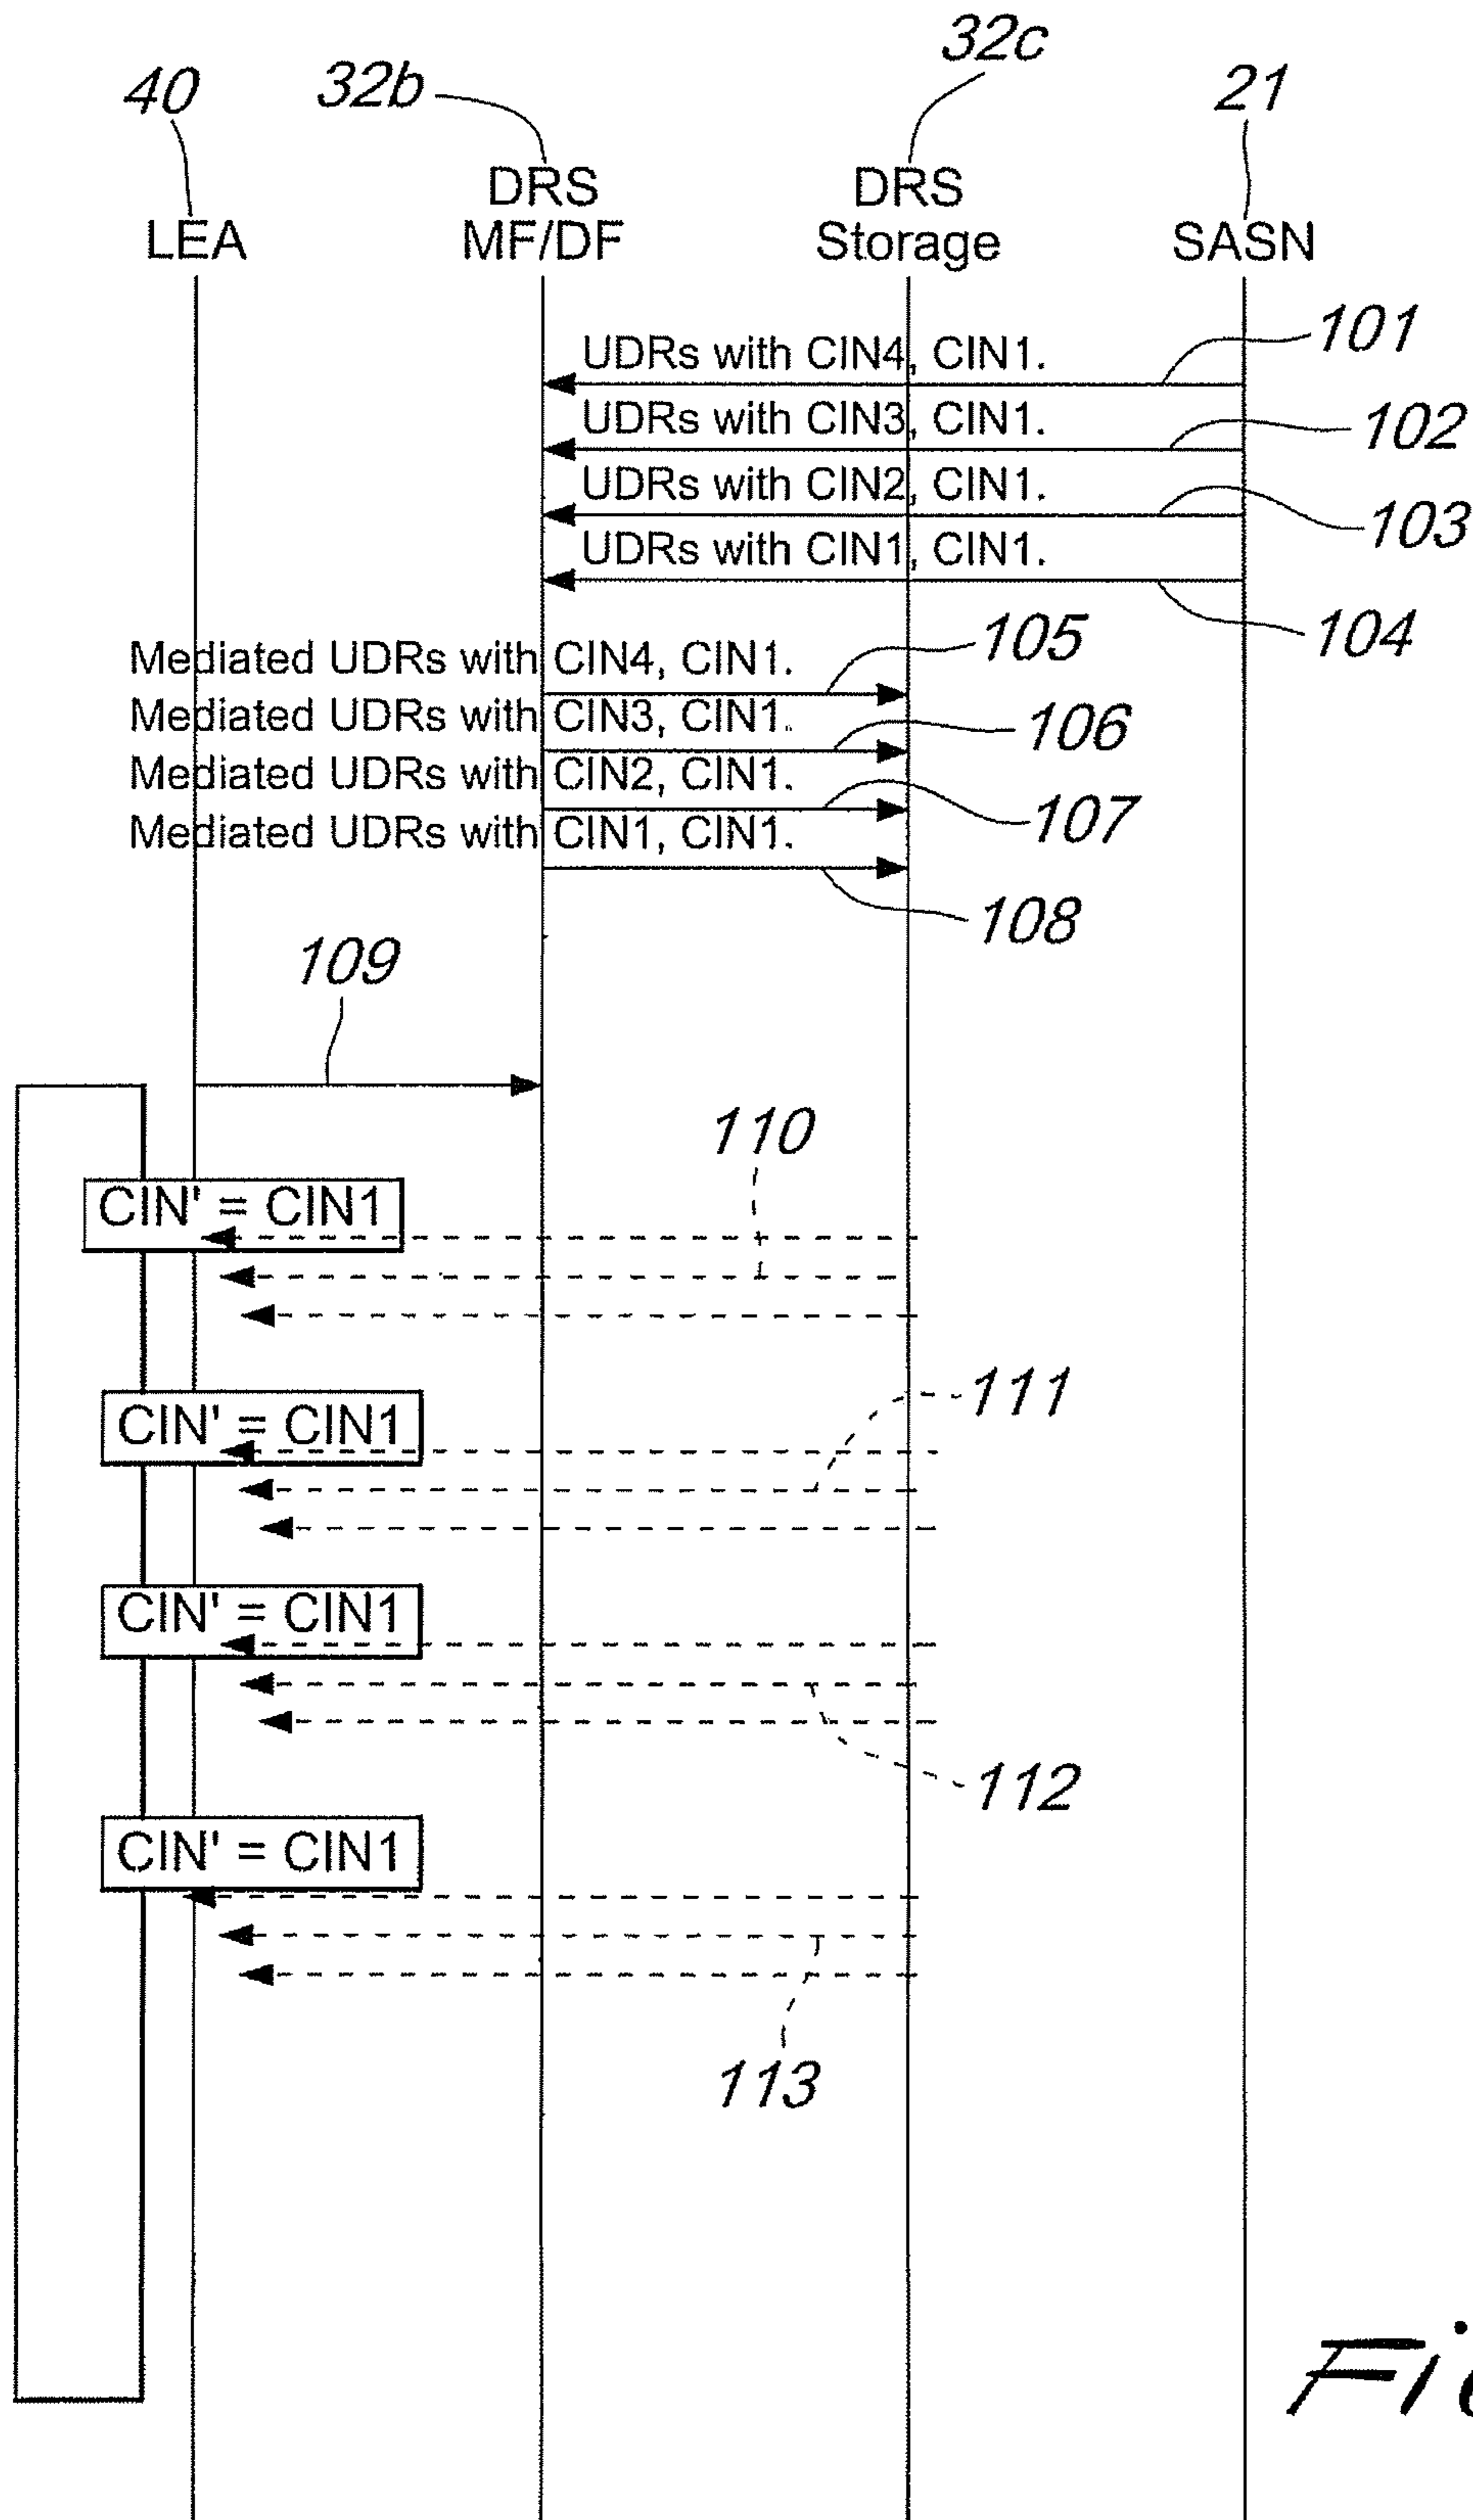 32c
40
32b
21
DRS
DRS
LEA
MF/DF
Storage
SASN
101
UDRs with CIN4, CIN1.
102
UDRs with CIN3, CIN1.
UDRs with CIN2, CIN1.
103
UDRs with CIN1, CIN1.
104
105
Mediated UDRs with CIN4, CIN1.
Mediated UDRs with CIN3, CIN1.
106
Mediated UDRs with CIN2, CIN1.
107
Mediated UDRs with CIN1, CIN1.
108
109
110
CIN' = CIN1
111
CIN' = CIN1
CIN' = CIN1
112
CIN' = CIN1
113